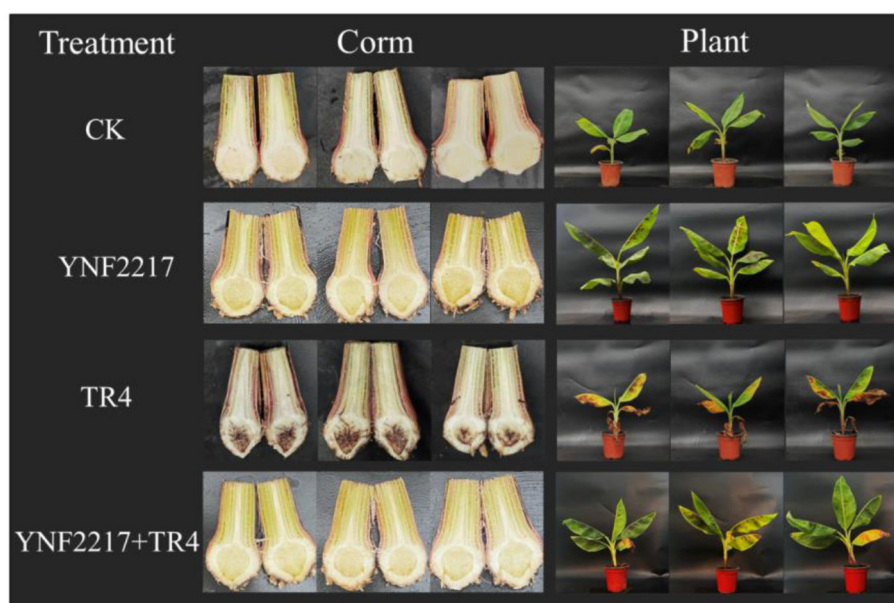 Treatment Corm Plant
CK
YNF2217
TR4
YNF2217+TR4